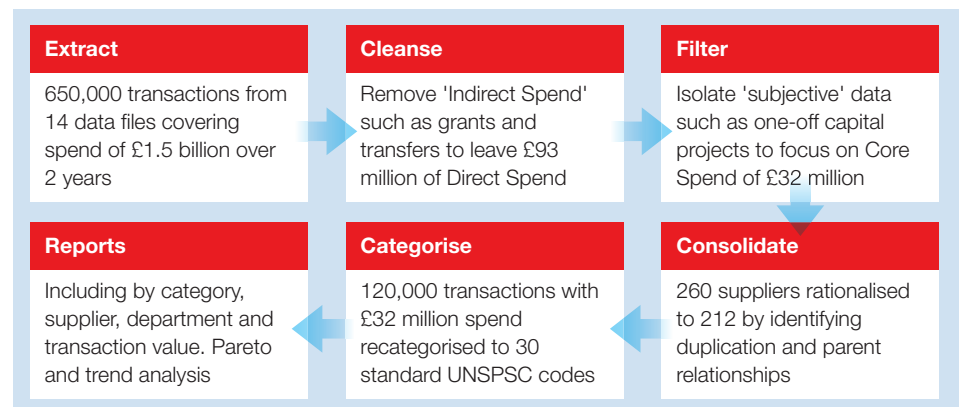 Extract
650,000 transactions from
14 data files covering
spend of £1.5 billion over
2 years
Cleanse
Remove 'Indirect Spend'
such as grants and
transfers to leave £93
million of Direct Spend
Filter
Isolate 'subjective' data
such as one-off capital
projects to focus on Core
Spend of £32 million
Consolidate
260 suppliers rationalised
to 212 by identifying
duplication and parent
relationships
Categorise
120,000 transactions with
£32 million spend
recategorised to 30
standard UNSPSC codes
Reports
Including by category,
supplier, department and
transaction value. Pareto
and trend analysis